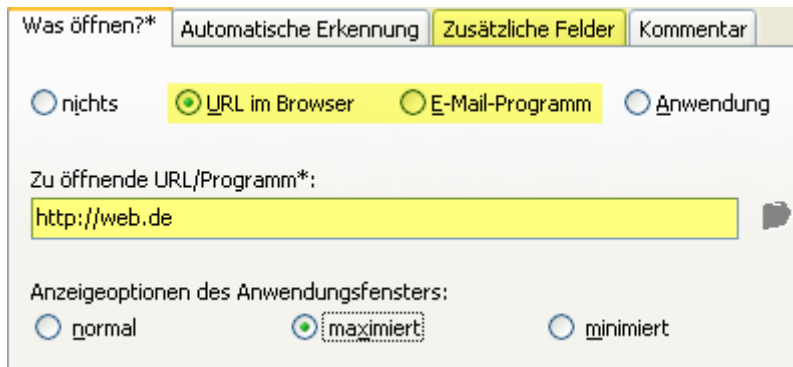 Was öffnen?* Automatische Erkennung Zusätzliche Felder Kommentar
nichts URL im Browser E-Mail-Programm Anwendung
Zu öffnende URL/Programm*:
http://web.de
Anzeigeoptionen des Anwendungsfensters:
normal maximiert minimiert